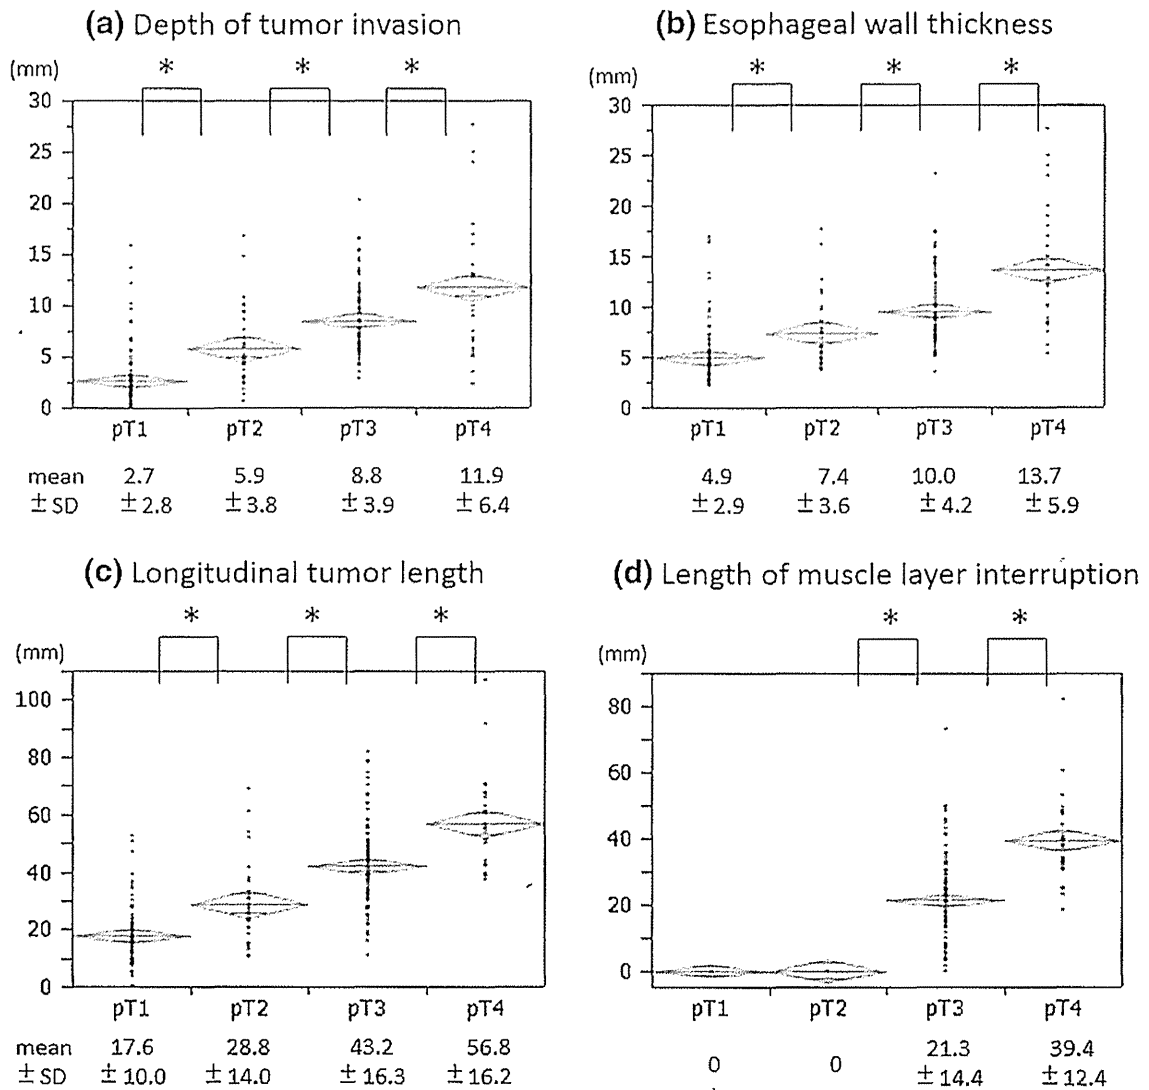 (a) Depth of tumor invasion
(mm)
* * *
30
25
20
15
10
5
0
pT1 pT2 pT3 pT4
mean 2.7 5.9 8.8 11.9
±SD ±2.8 ±3.8 ±3.9 ±6.4
(b) Esophageal wall thickness
(mm)
* * *
30
25
20
15
10
5
0
pT1 pT2 pT3 pT4
4.9 7.4 10.0 13.7
±2.9 ±3.6 ±4.2 ±5.9
(c) Longitudinal tumor length
* * *
(mm)
100
80
60
40
20
0
pT1 pT2 pT3 pT4
mean 17.6 28.8 43.2 56.8
±SD ±10.0 ±14.0 ±16.3 ±16.2
(d) Length of muscle layer interruption
* *
(mm)
80
60
40
20
0
pT1 pT2 pT3 pT4
0 0 21.3 39.4
±14.4 ±12.4